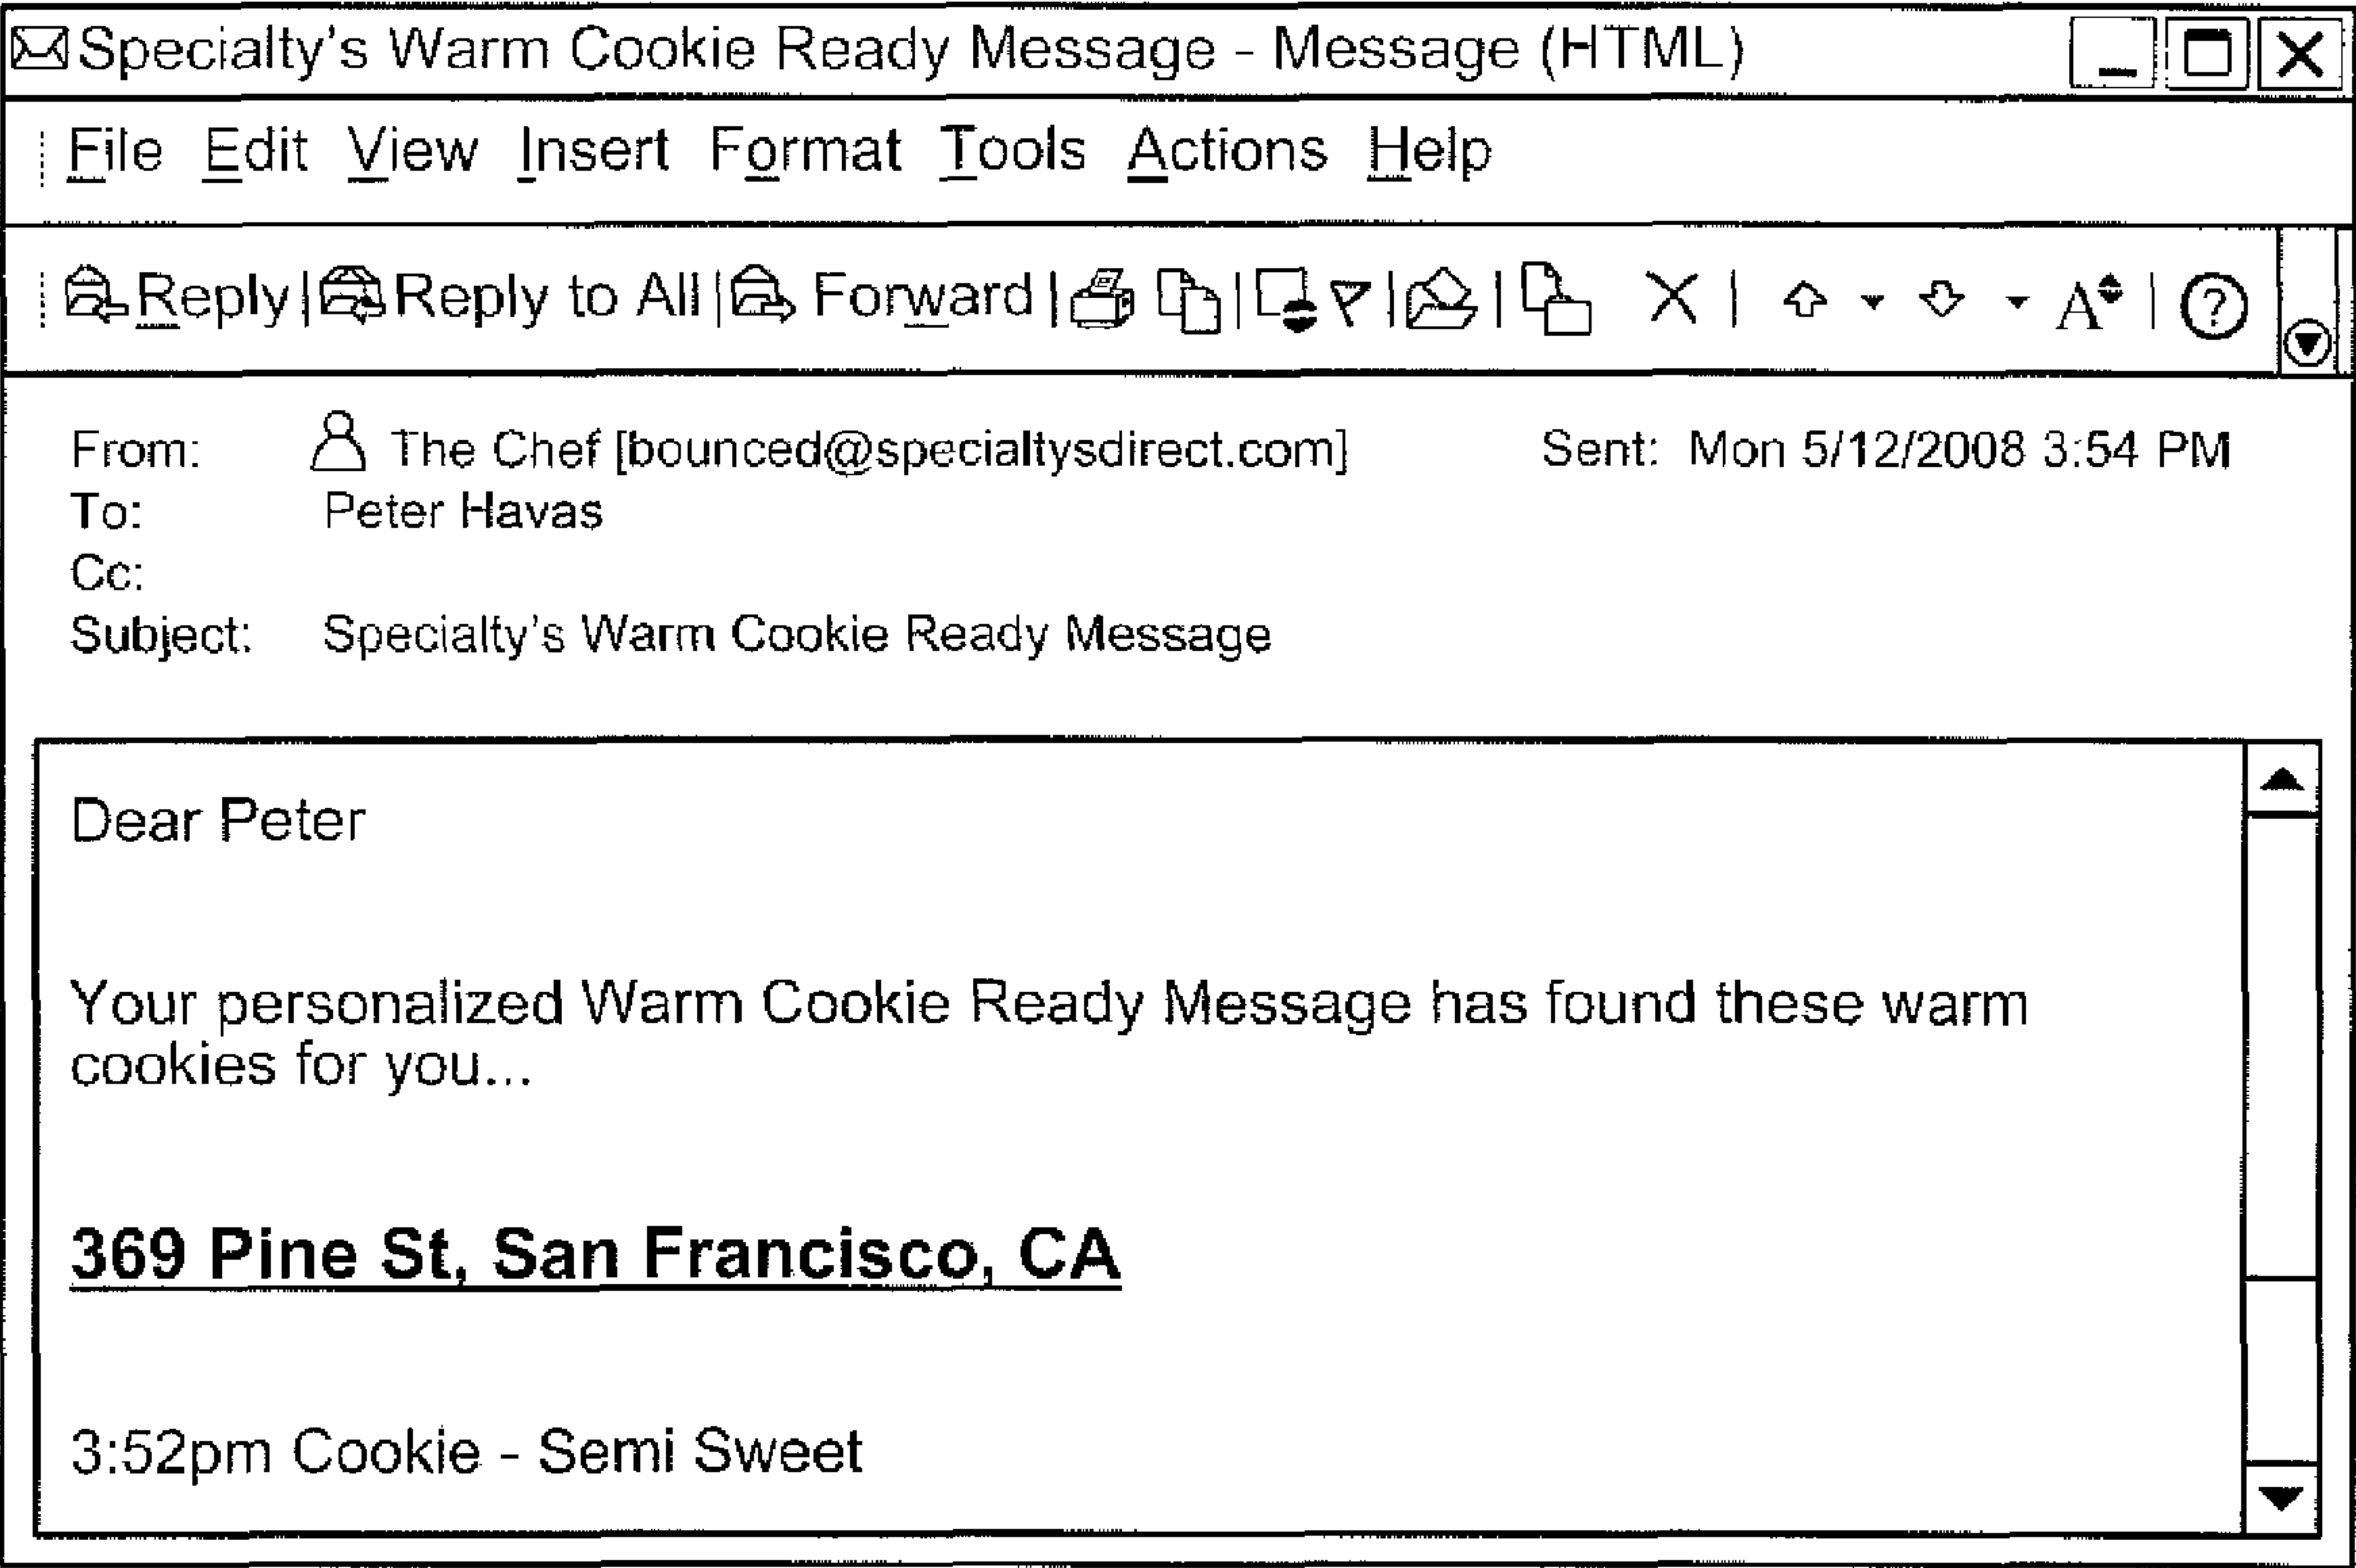 Specialty's Warm Cookie Ready Message - Message (HTML)
File Edit View Insert Format Tools Actions Help
Reply | Reply to All | Forward | | | | | A | ?
From: The Chef [bounced@specialtysdirect.com] Sent: Mon 5/12/2008 3:54 PM
To: Peter Havas
Cc:
Subject: Specialty's Warm Cookie Ready Message
Dear Peter
Your personalized Warm Cookie Ready Message has found these warm
cookies for you...
369 Pine St, San Francisco, CA
3:52pm Cookie - Semi Sweet